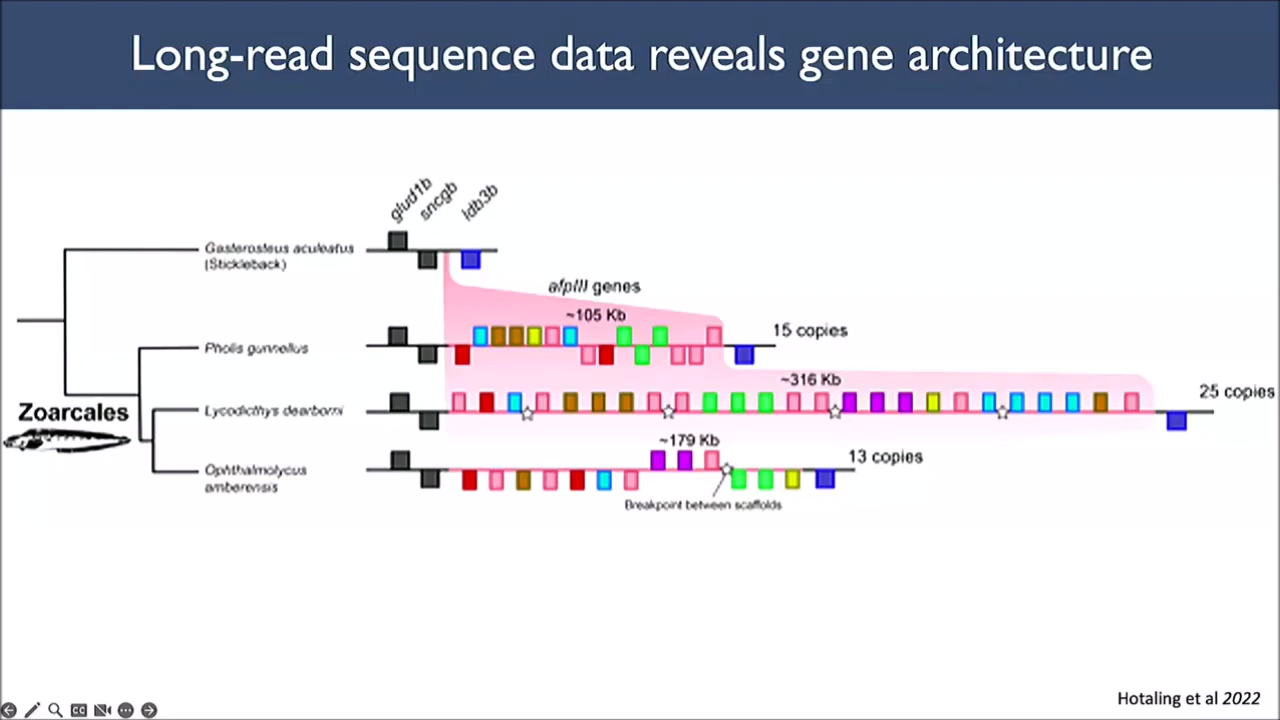 Long-read sequence data reveals gene architecture
glud1b
sncgb
ldb3b
Gasterosteus aculeatus
(Stickleback)
afpIII genes
~105 Kb
15 copies
Pholis gunnellus
~316 Kb
25 copies
Zoarcales
Lycodicthys dearborni
~179 Kb
13 copies
Ophthalmolycus
amberensis
Breakpoint between scaffolds
Hotaling et al 2022
CC